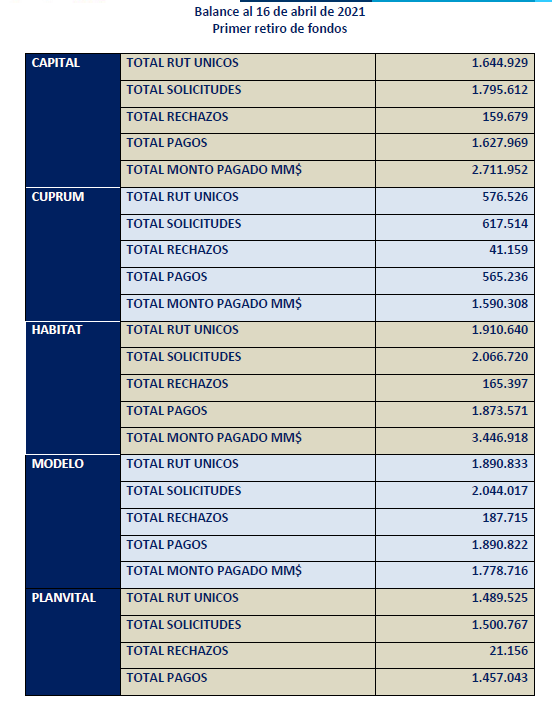 Balance al 16 de abril de 2021
Primer retiro de fondos
CAPITAL TOTAL RUT UNICOS 1.644.929
TOTAL SOLICITUDES 1.795.612
TOTAL RECHAZOS 159.679
TOTAL PAGOS 1.627.969
TOTAL MONTO PAGADO MM$ 2.711.952
CUPRUM TOTAL RUT UNICOS 576.526
TOTAL SOLICITUDES 617.514
TOTAL RECHAZOS 41.159
TOTAL PAGOS 565.236
TOTAL MONTO PAGADO MM$ 1.590.308
HABITAT TOTAL RUT UNICOS 1.910.640
TOTAL SOLICITUDES 2.066.720
TOTAL RECHAZOS 165.397
TOTAL PAGOS 1.873.571
TOTAL MONTO PAGADO MM$ 3.446.918
MODELO TOTAL RUT UNICOS 1.890.833
TOTAL SOLICITUDES 2.044.017
TOTAL RECHAZOS 187.715
TOTAL PAGOS 1.890.822
TOTAL MONTO PAGADO MM$ 1.778.716
PLANVITAL TOTAL RUT UNICOS 1.489.525
TOTAL SOLICITUDES 1.500.767
TOTAL RECHAZOS 21.156
TOTAL PAGOS 1.457.043